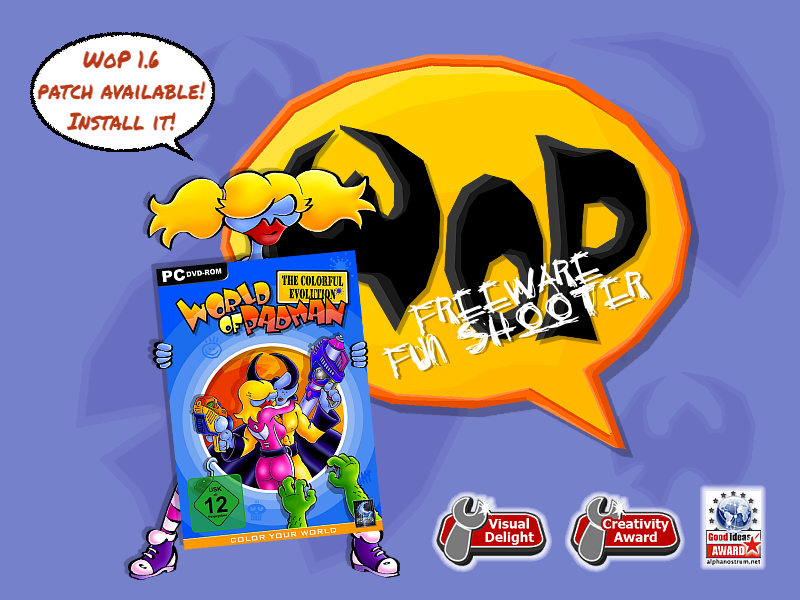 WoP 1.6
patch available!
Install it!
WoP
FREEWARE
FUN SHOOTER
PC DVD-ROM
THE COLORFUL
EVOLUTION
WORLD
OF PADMAN
USK
12
COLOR YOUR WORLD
Visual
Delight
Creativity
Award
Good Ideas
AWARD
alphanostrum.net